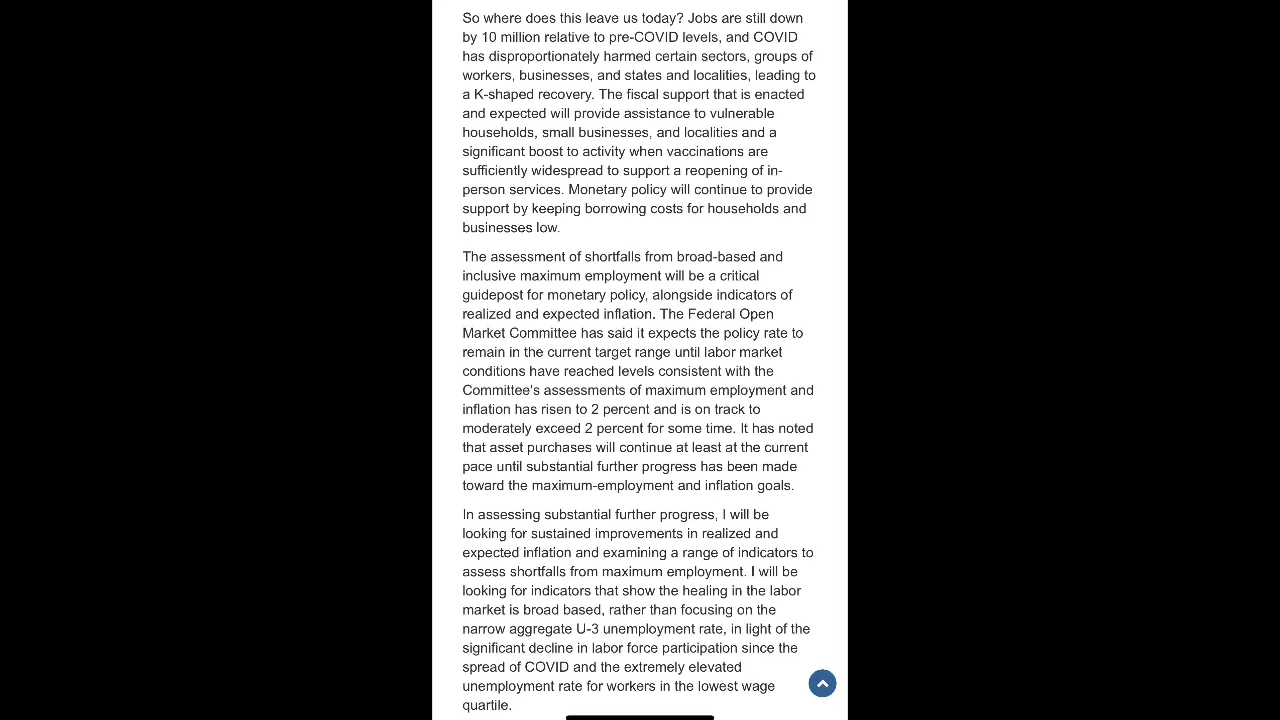 So where does this leave us today? Jobs are still down
by 10 million relative to pre-COVID levels, and COVID
has disproportionately harmed certain sectors, groups of
workers, businesses, and states and localities, leading to
a K-shaped recovery. The fiscal support that is enacted
and expected will provide assistance to vulnerable
households, small businesses, and localities and a
significant boost to activity when vaccinations are
sufficiently widespread to support a reopening of in-
person services. Monetary policy will continue to provide
support by keeping borrowing costs for households and
businesses low.
The assessment of shortfalls from broad-based and
inclusive maximum employment will be a critical
guidepost for monetary policy, alongside indicators of
realized and expected inflation. The Federal Open
Market Committee has said it expects the policy rate to
remain in the current target range until labor market
conditions have reached levels consistent with the
Committee's assessments of maximum employment and
inflation has risen to 2 percent and is on track to
moderately exceed 2 percent for some time. It has noted
that asset purchases will continue at least at the current
pace until substantial further progress has been made
toward the maximum-employment and inflation goals.
In assessing substantial further progress, I will be
looking for sustained improvements in realized and
expected inflation and examining a range of indicators to
assess shortfalls from maximum employment. I will be
looking for indicators that show the healing in the labor
market is broad based, rather than focusing on the
narrow aggregate U-3 unemployment rate, in light of the
significant decline in labor force participation since the
spread of COVID and the extremely elevated
unemployment rate for workers in the lowest wage
quartile.